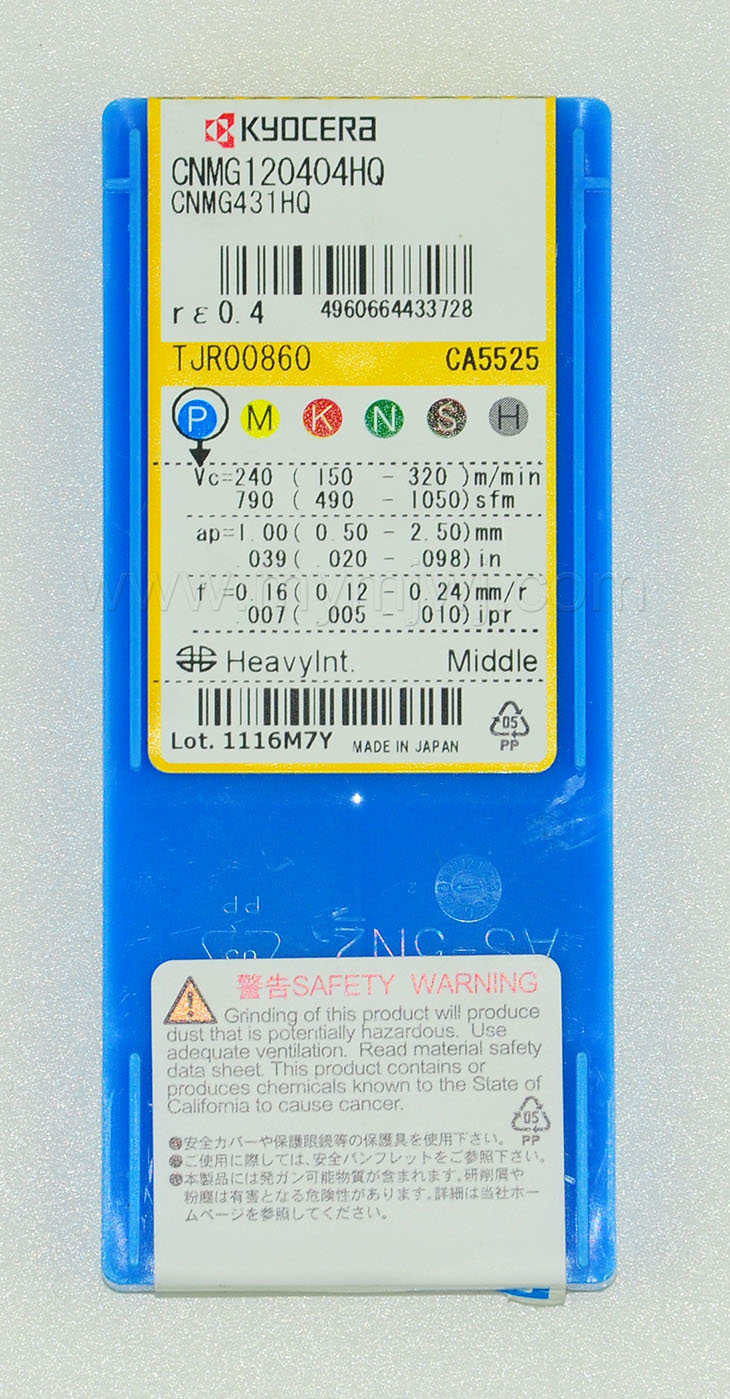 KYOCERA
CNMG120404HQ
CNMG431HQ
rε0.4 4960664433728
TJR00860 CA5525
P M K N S H
Vc=240 ( 150 - 320 )m/min
790 ( 490 - 1050)sfm
ap=1.00( 0.50 - 2.50)mm
.039( .020 - .098)in
f =0.16( 0.12 - 0.24)mm/r
.007( .005 - .010)ipr
HeavyInt. Middle
Lot. 1116M7Y MADE IN JAPAN
05
PP
PP
警告SAFETY WARNING
Grinding of this product will produce
dust that is potentially hazardous. Use
adequate ventilation. Read material safety
data sheet. This product contains or
produces chemicals known to the State of
California to cause cancer.
05
PP
●安全カバーや保護眼鏡等の保護具を使用下さい。
●ご使用に際しては、安全パンフレットをご参照下さい。
●本製品には発ガン可能物質が含まれます。研削屑や
粉塵は有害となる危険性があります。詳細は当社ホー
ムページを参照してください。